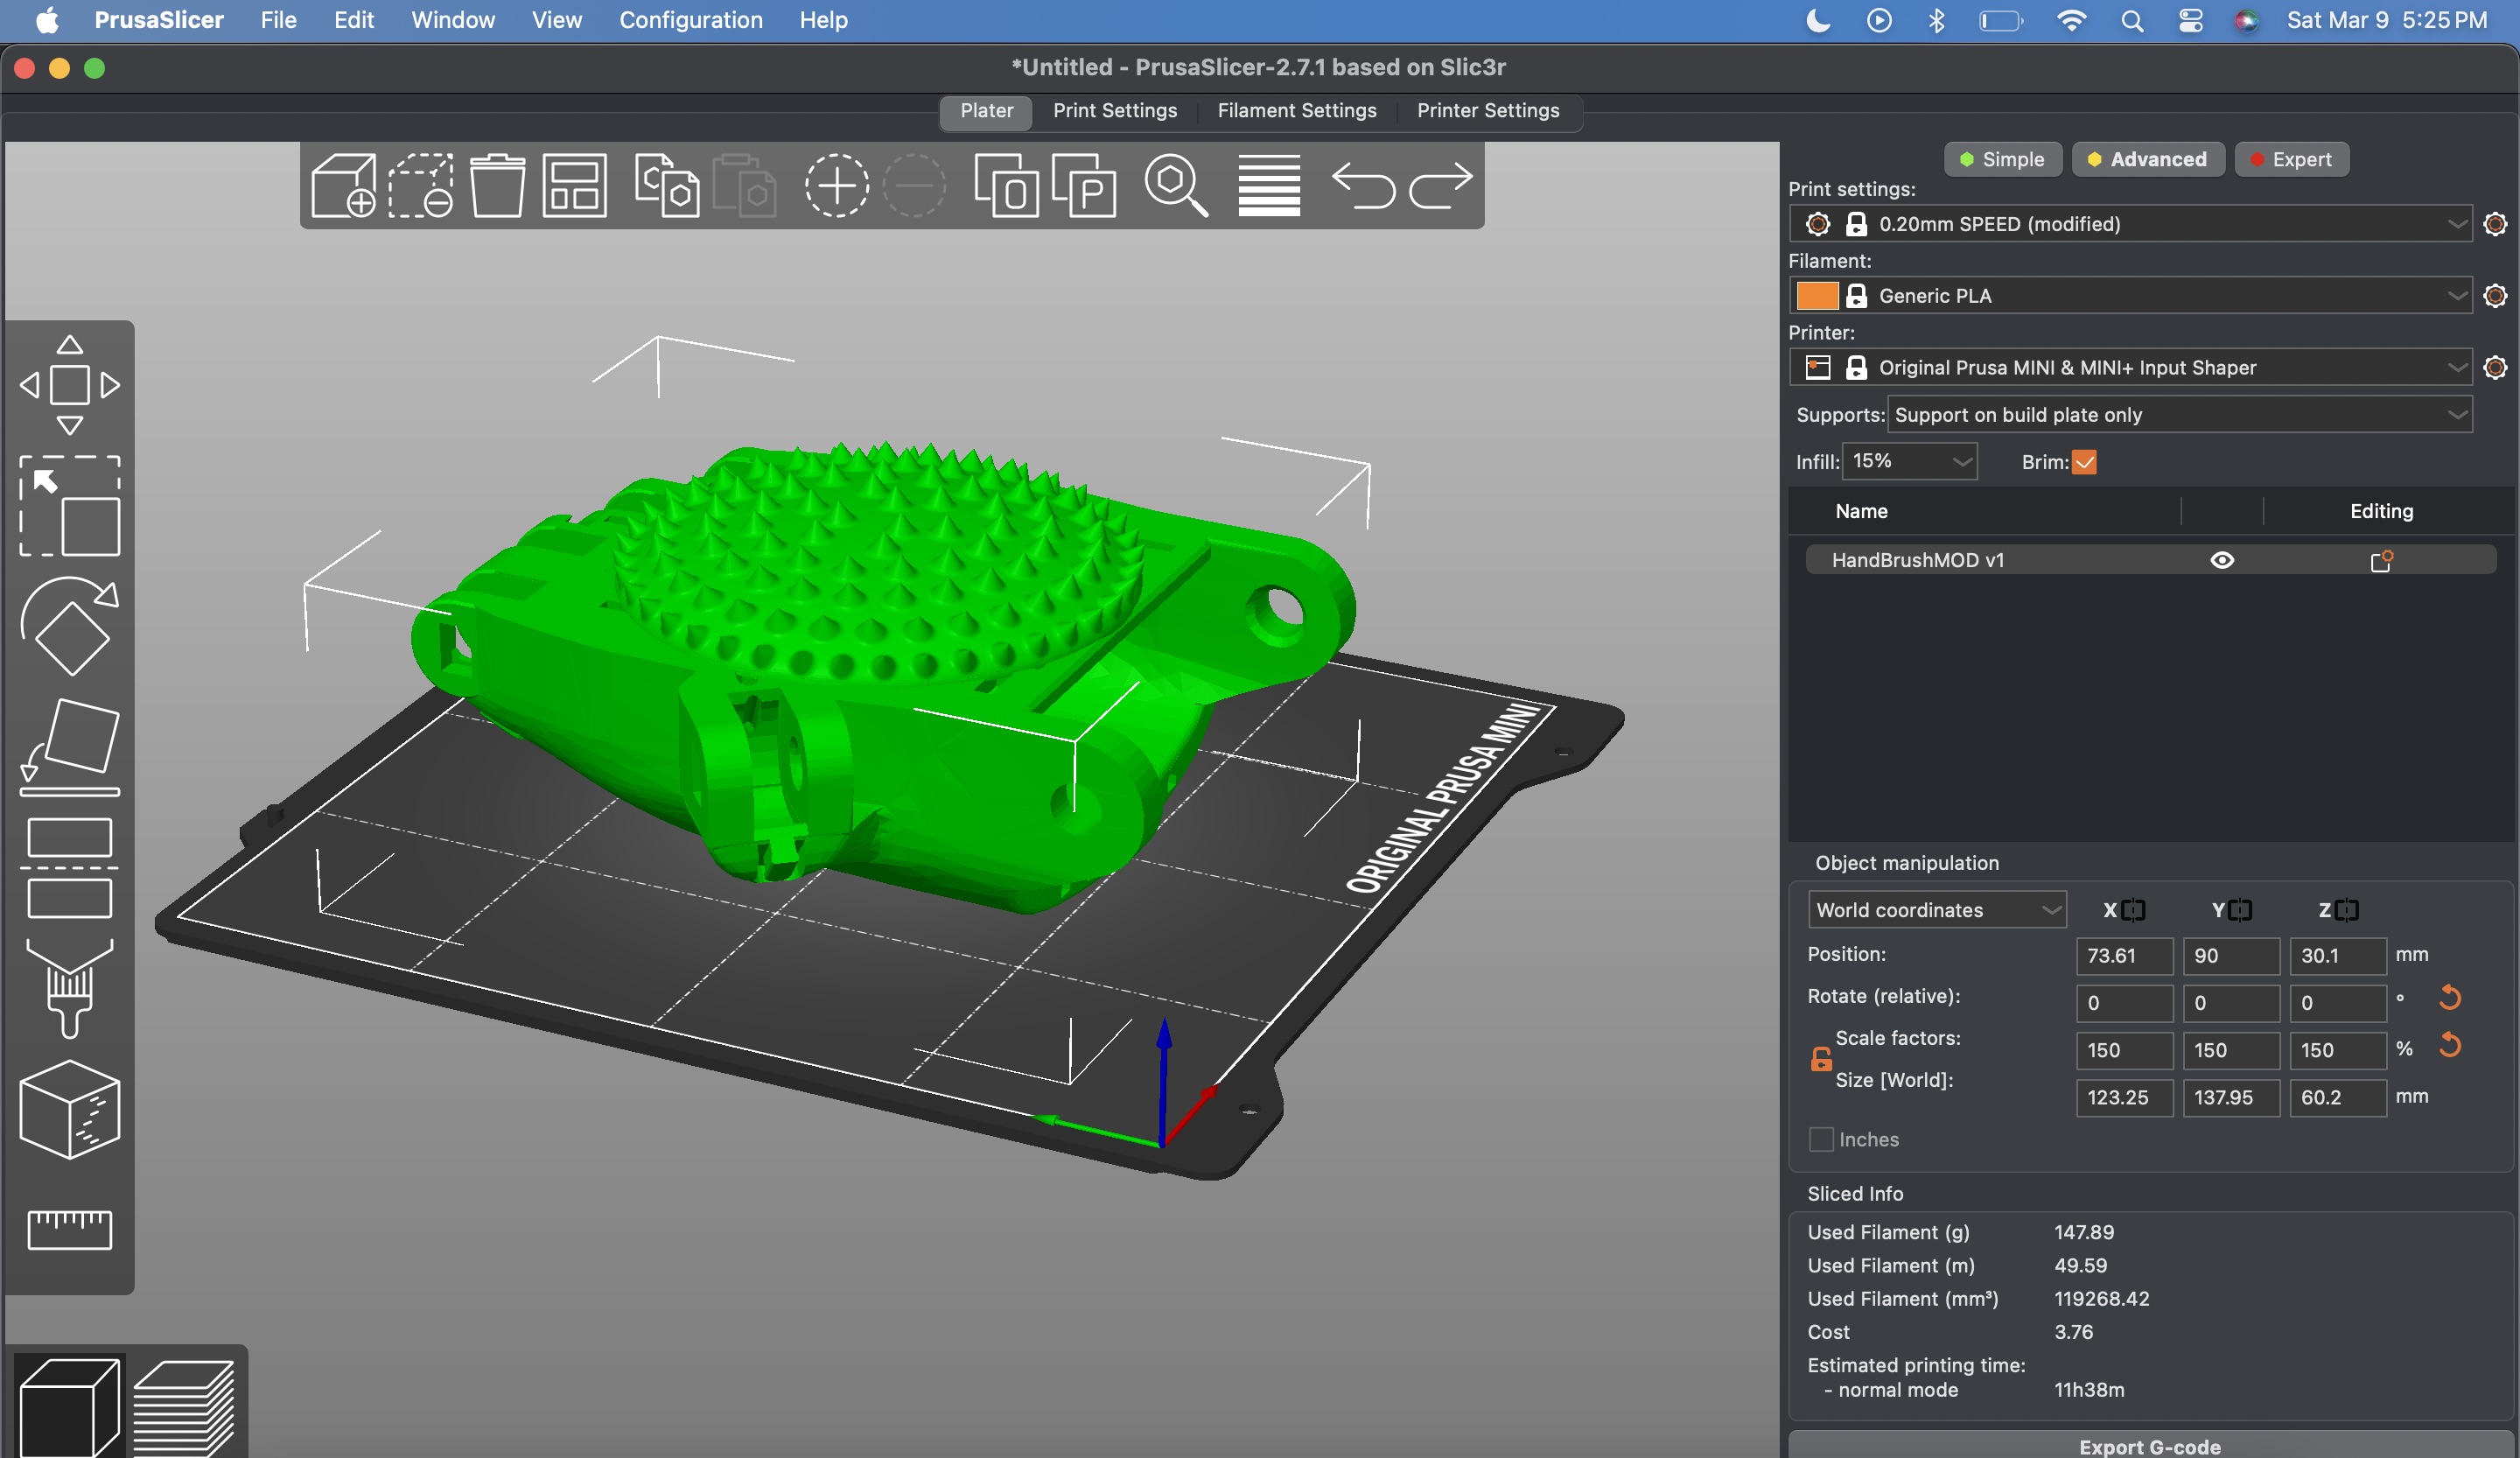 PrusaSlicer File Edit Window View Configuration Help Sat Mar 9 5:25 PM
*Untitled - PrusaSlicer-2.7.1 based on Slic3r
Plater Print Settings Filament Settings Printer Settings
O P
Simple Advanced Expert
Print settings:
0.20mm SPEED (modified)
Filament:
Generic PLA
Printer:
Original Prusa MINI & MINI+ Input Shaper
Supports: Support on build plate only
Infill: 15% Brim:
Name Editing
HandBrushMOD v1
ORIGINAL PRUSA MINI
Object manipulation
World coordinates X Y Z
Position: 73.61 90 30.1 mm
Rotate (relative): 0 0 0 °
Scale factors: 150 150 150 %
Size [World]: 123.25 137.95 60.2 mm
Inches
Sliced Info
Used Filament (g) 147.89
Used Filament (m) 49.59
Used Filament (mm³) 119268.42
Cost 3.76
Estimated printing time:
- normal mode 11h38m
Export G-code